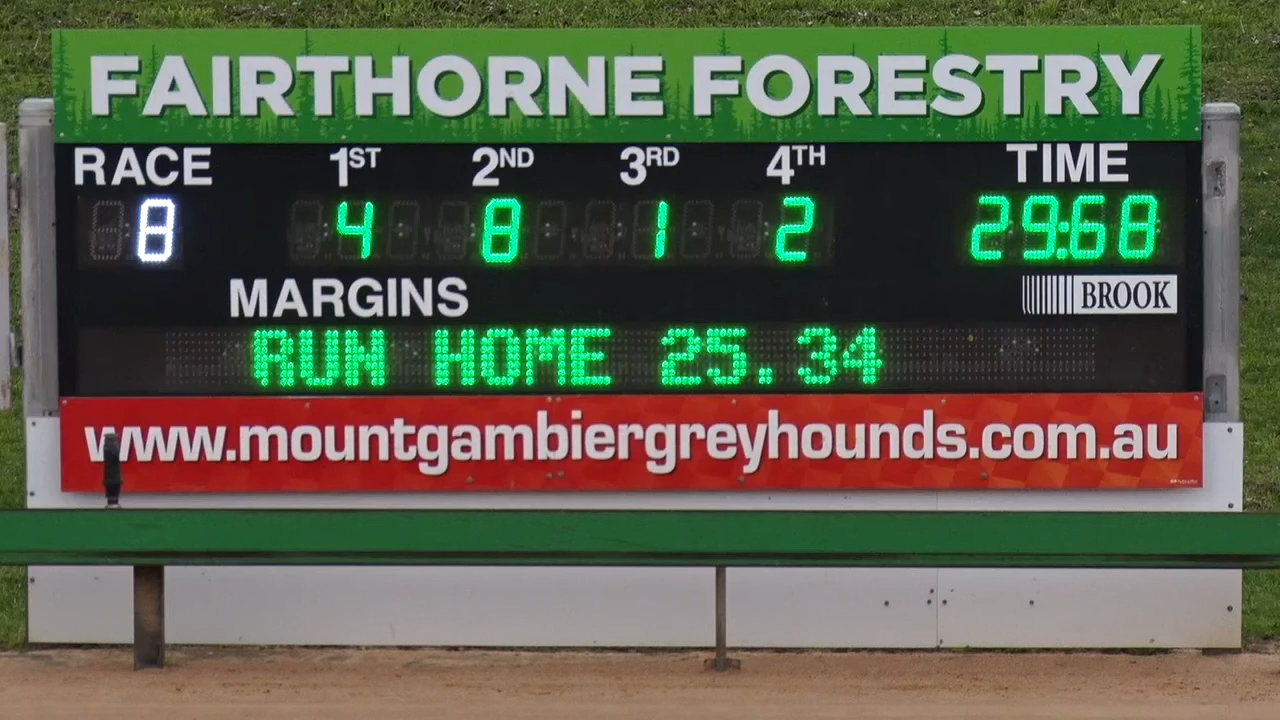 FAIRTHORNE FORESTRY
RACE 1ST 2ND 3RD 4TH TIME
8 4 8 1 2 29:68
MARGINS BROOK
RUN HOME 25.34
www.mountgambiergreyhounds.com.au